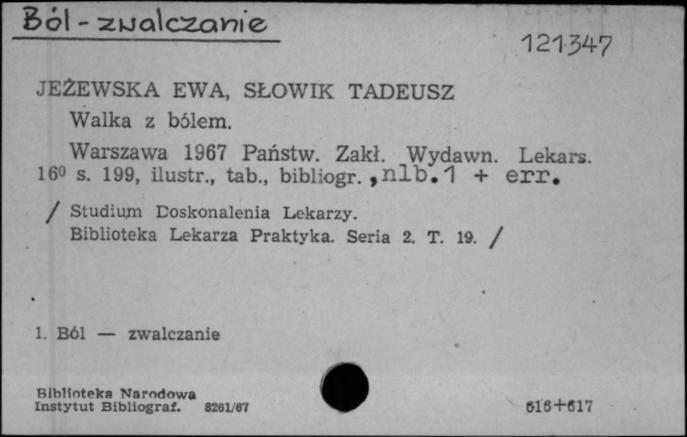 Ból - zwalczanie
121347
JEŻEWSKA EWA, SŁOWIK TADEUSZ
Walka z bólem.
Warszawa 1967 Państw. Zakł. Wydawn. Lekars.
16⁰ s. 199, ilustr., tab., bibliogr. , nlb. 1 + err.
/ Studium Doskonalenia Lekarzy.
Biblioteka Lekarza Praktyka. Seria 2. T. 19. /
1. Ból — zwalczanie
Biblioteka Narodowa
Instytut Bibliograf. 8261/67
616+617